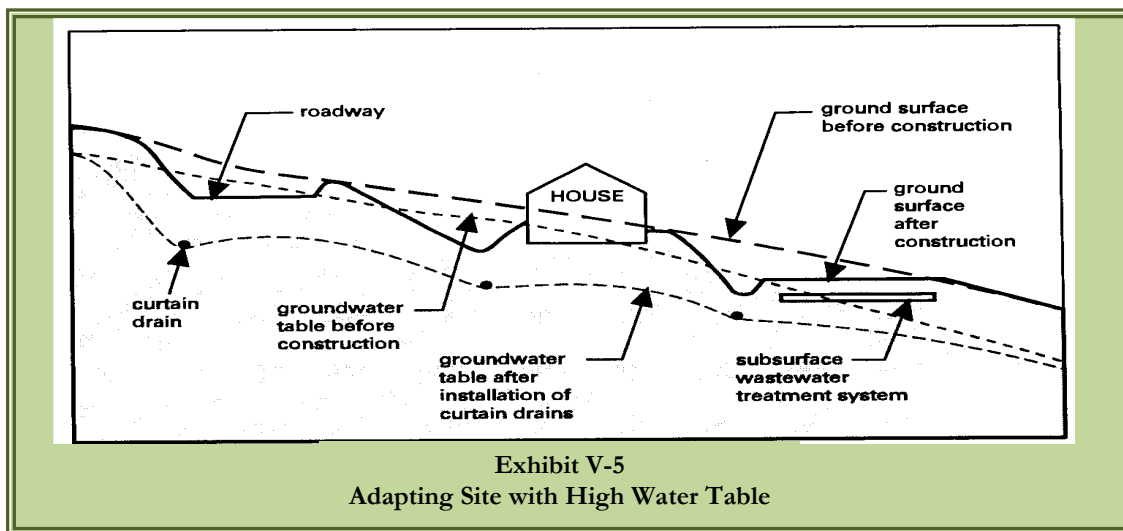 roadway
ground surface
before construction
HOUSE
ground
surface
after
construction
curtain
drain
groundwater
table before
construction
groundwater
table after
installation of
curtain drains
subsurface
wastewater
treatment system
Exhibit V-5
Adapting Site with High Water Table